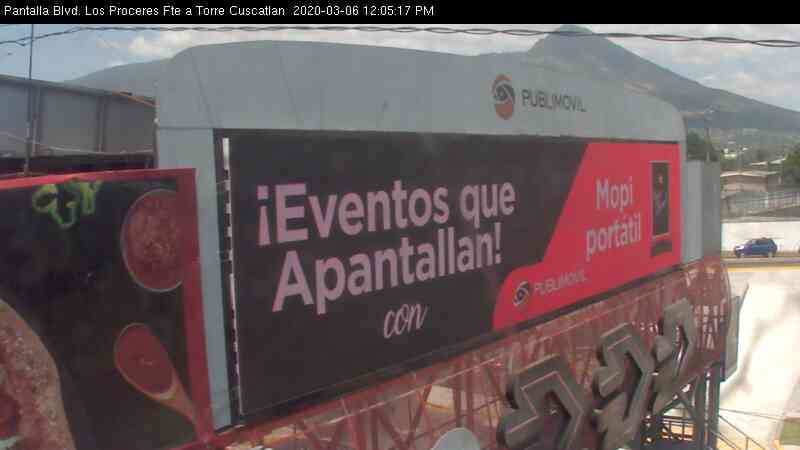 Pantalla Blvd. Los Proceres Fte a Torre Cuscatlan 2020-03-06 12:05:17 PM
PUBLIMOVIL
¡Eventos que
Apantallan!
con
Mopi
portátil
PUBLIMOVIL